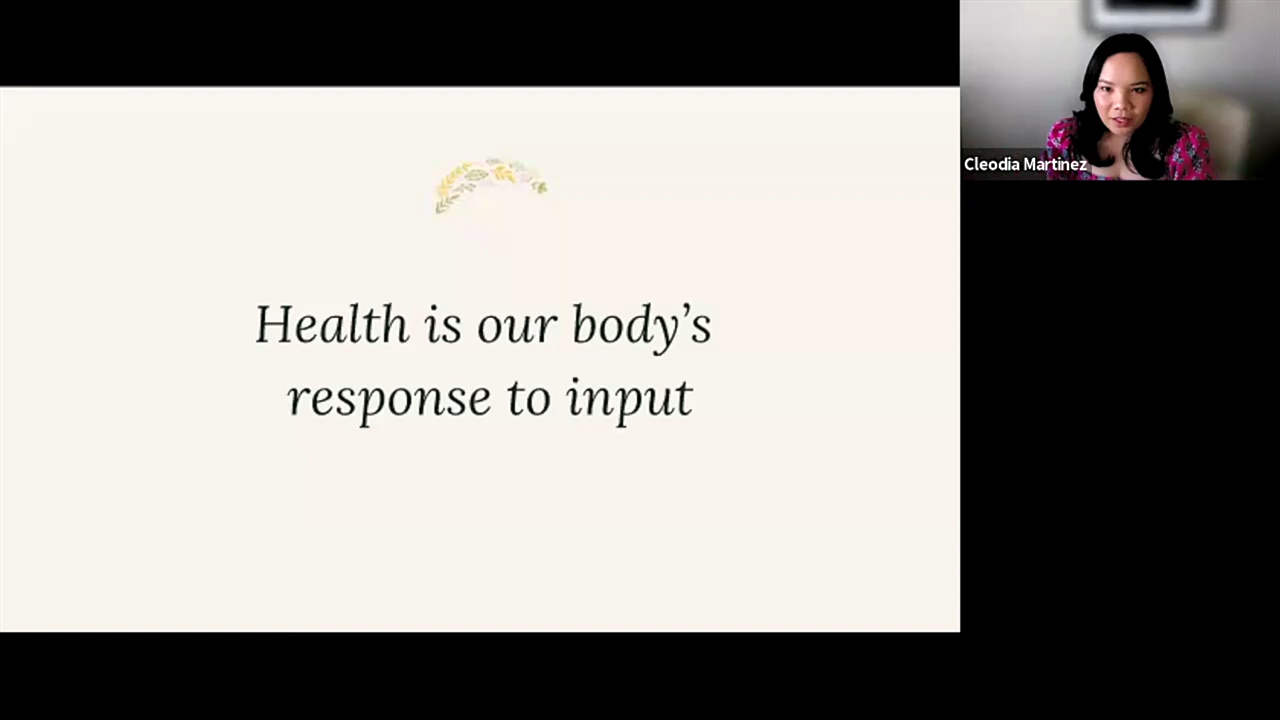 Health is our body’s
response to input
Cleodia Martinez